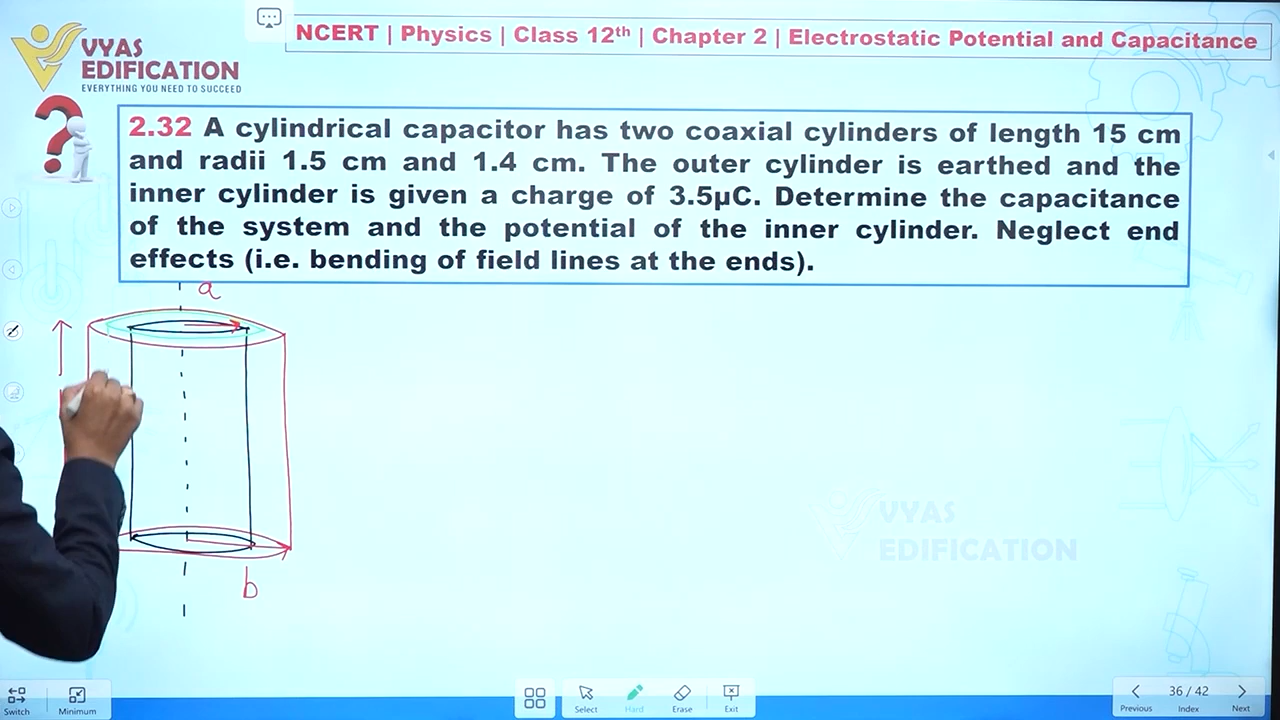 VYAS
EDIFICATION
EVERYTHING YOU NEED TO SUCCEED
NCERT | Physics | Class 12th | Chapter 2 | Electrostatic Potential and Capacitance
2.32 A cylindrical capacitor has two coaxial cylinders of length 15 cm
and radii 1.5 cm and 1.4 cm. The outer cylinder is earthed and the
inner cylinder is given a charge of 3.5μC. Determine the capacitance
of the system and the potential of the inner cylinder. Neglect end
effects (i.e. bending of field lines at the ends).
a
b
VYAS
EDIFICATION
Switch
Minimum
Select
Hard
Erase
Exit
36 / 42
Previous
Index
Next